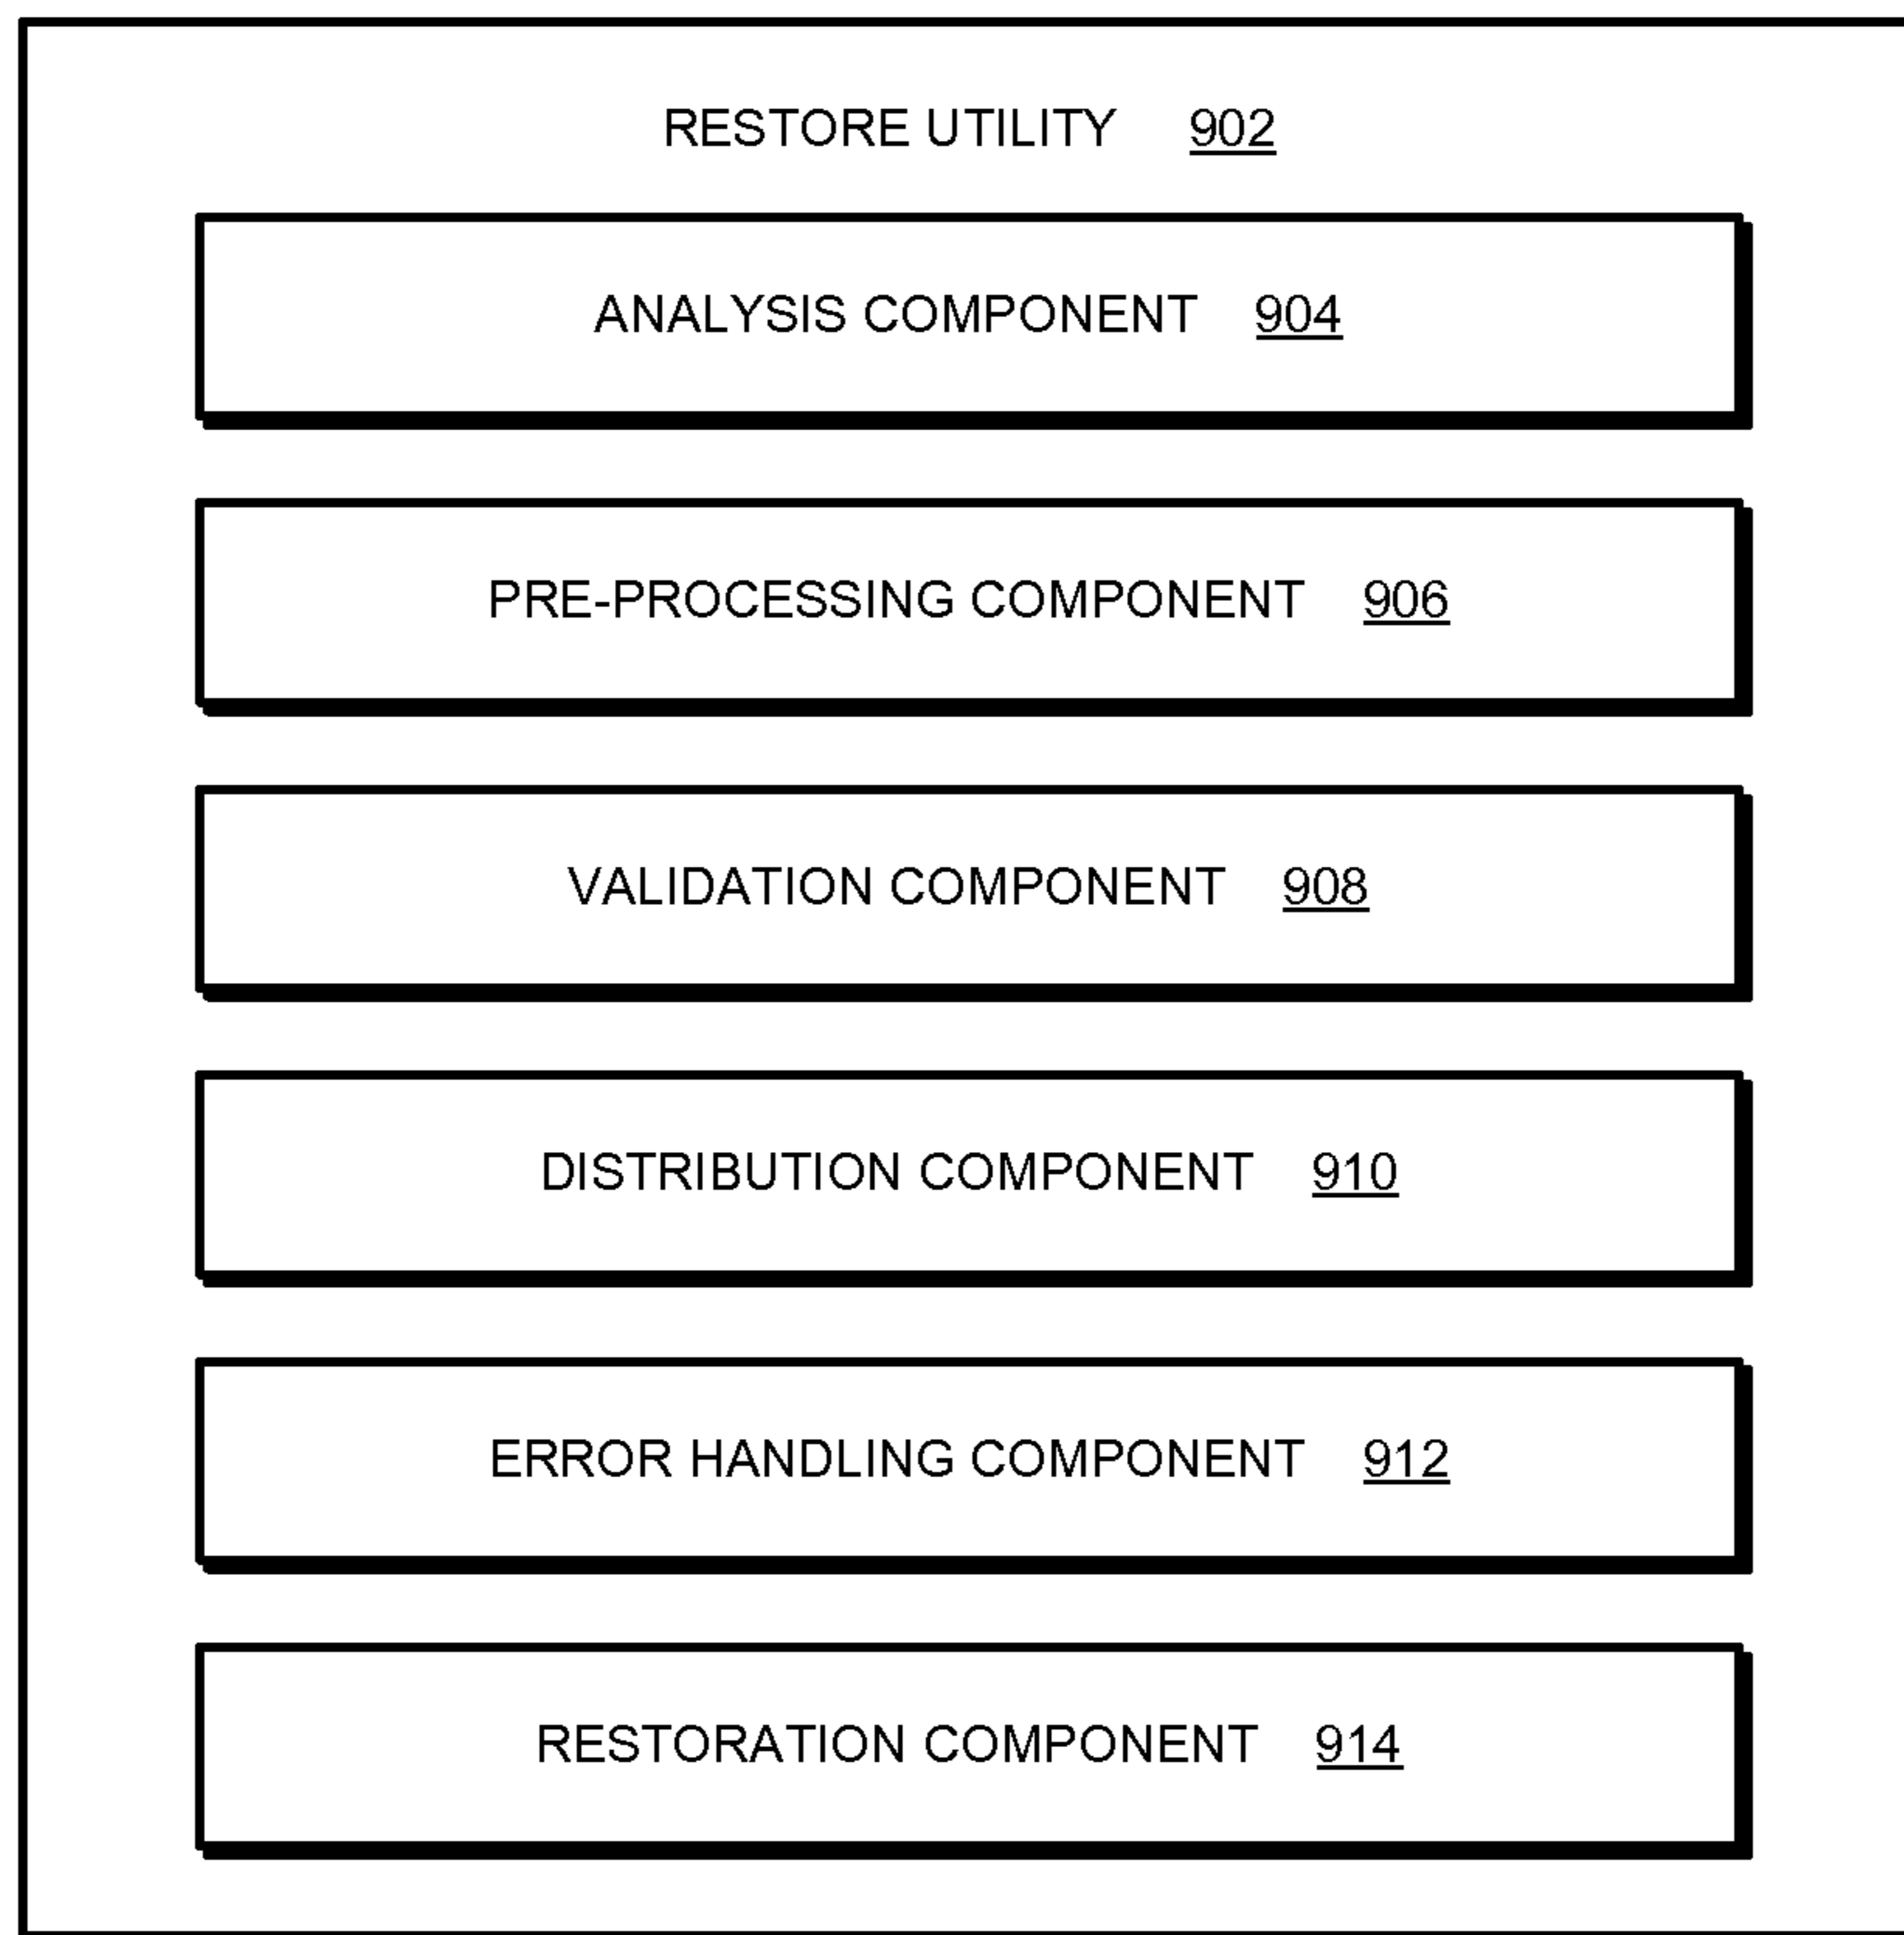 RESTORE UTILITY 902
ANALYSIS COMPONENT 904
PRE-PROCESSING COMPONENT 906
VALIDATION COMPONENT 908
DISTRIBUTION COMPONENT 910
ERROR HANDLING COMPONENT 912
RESTORATION COMPONENT 914